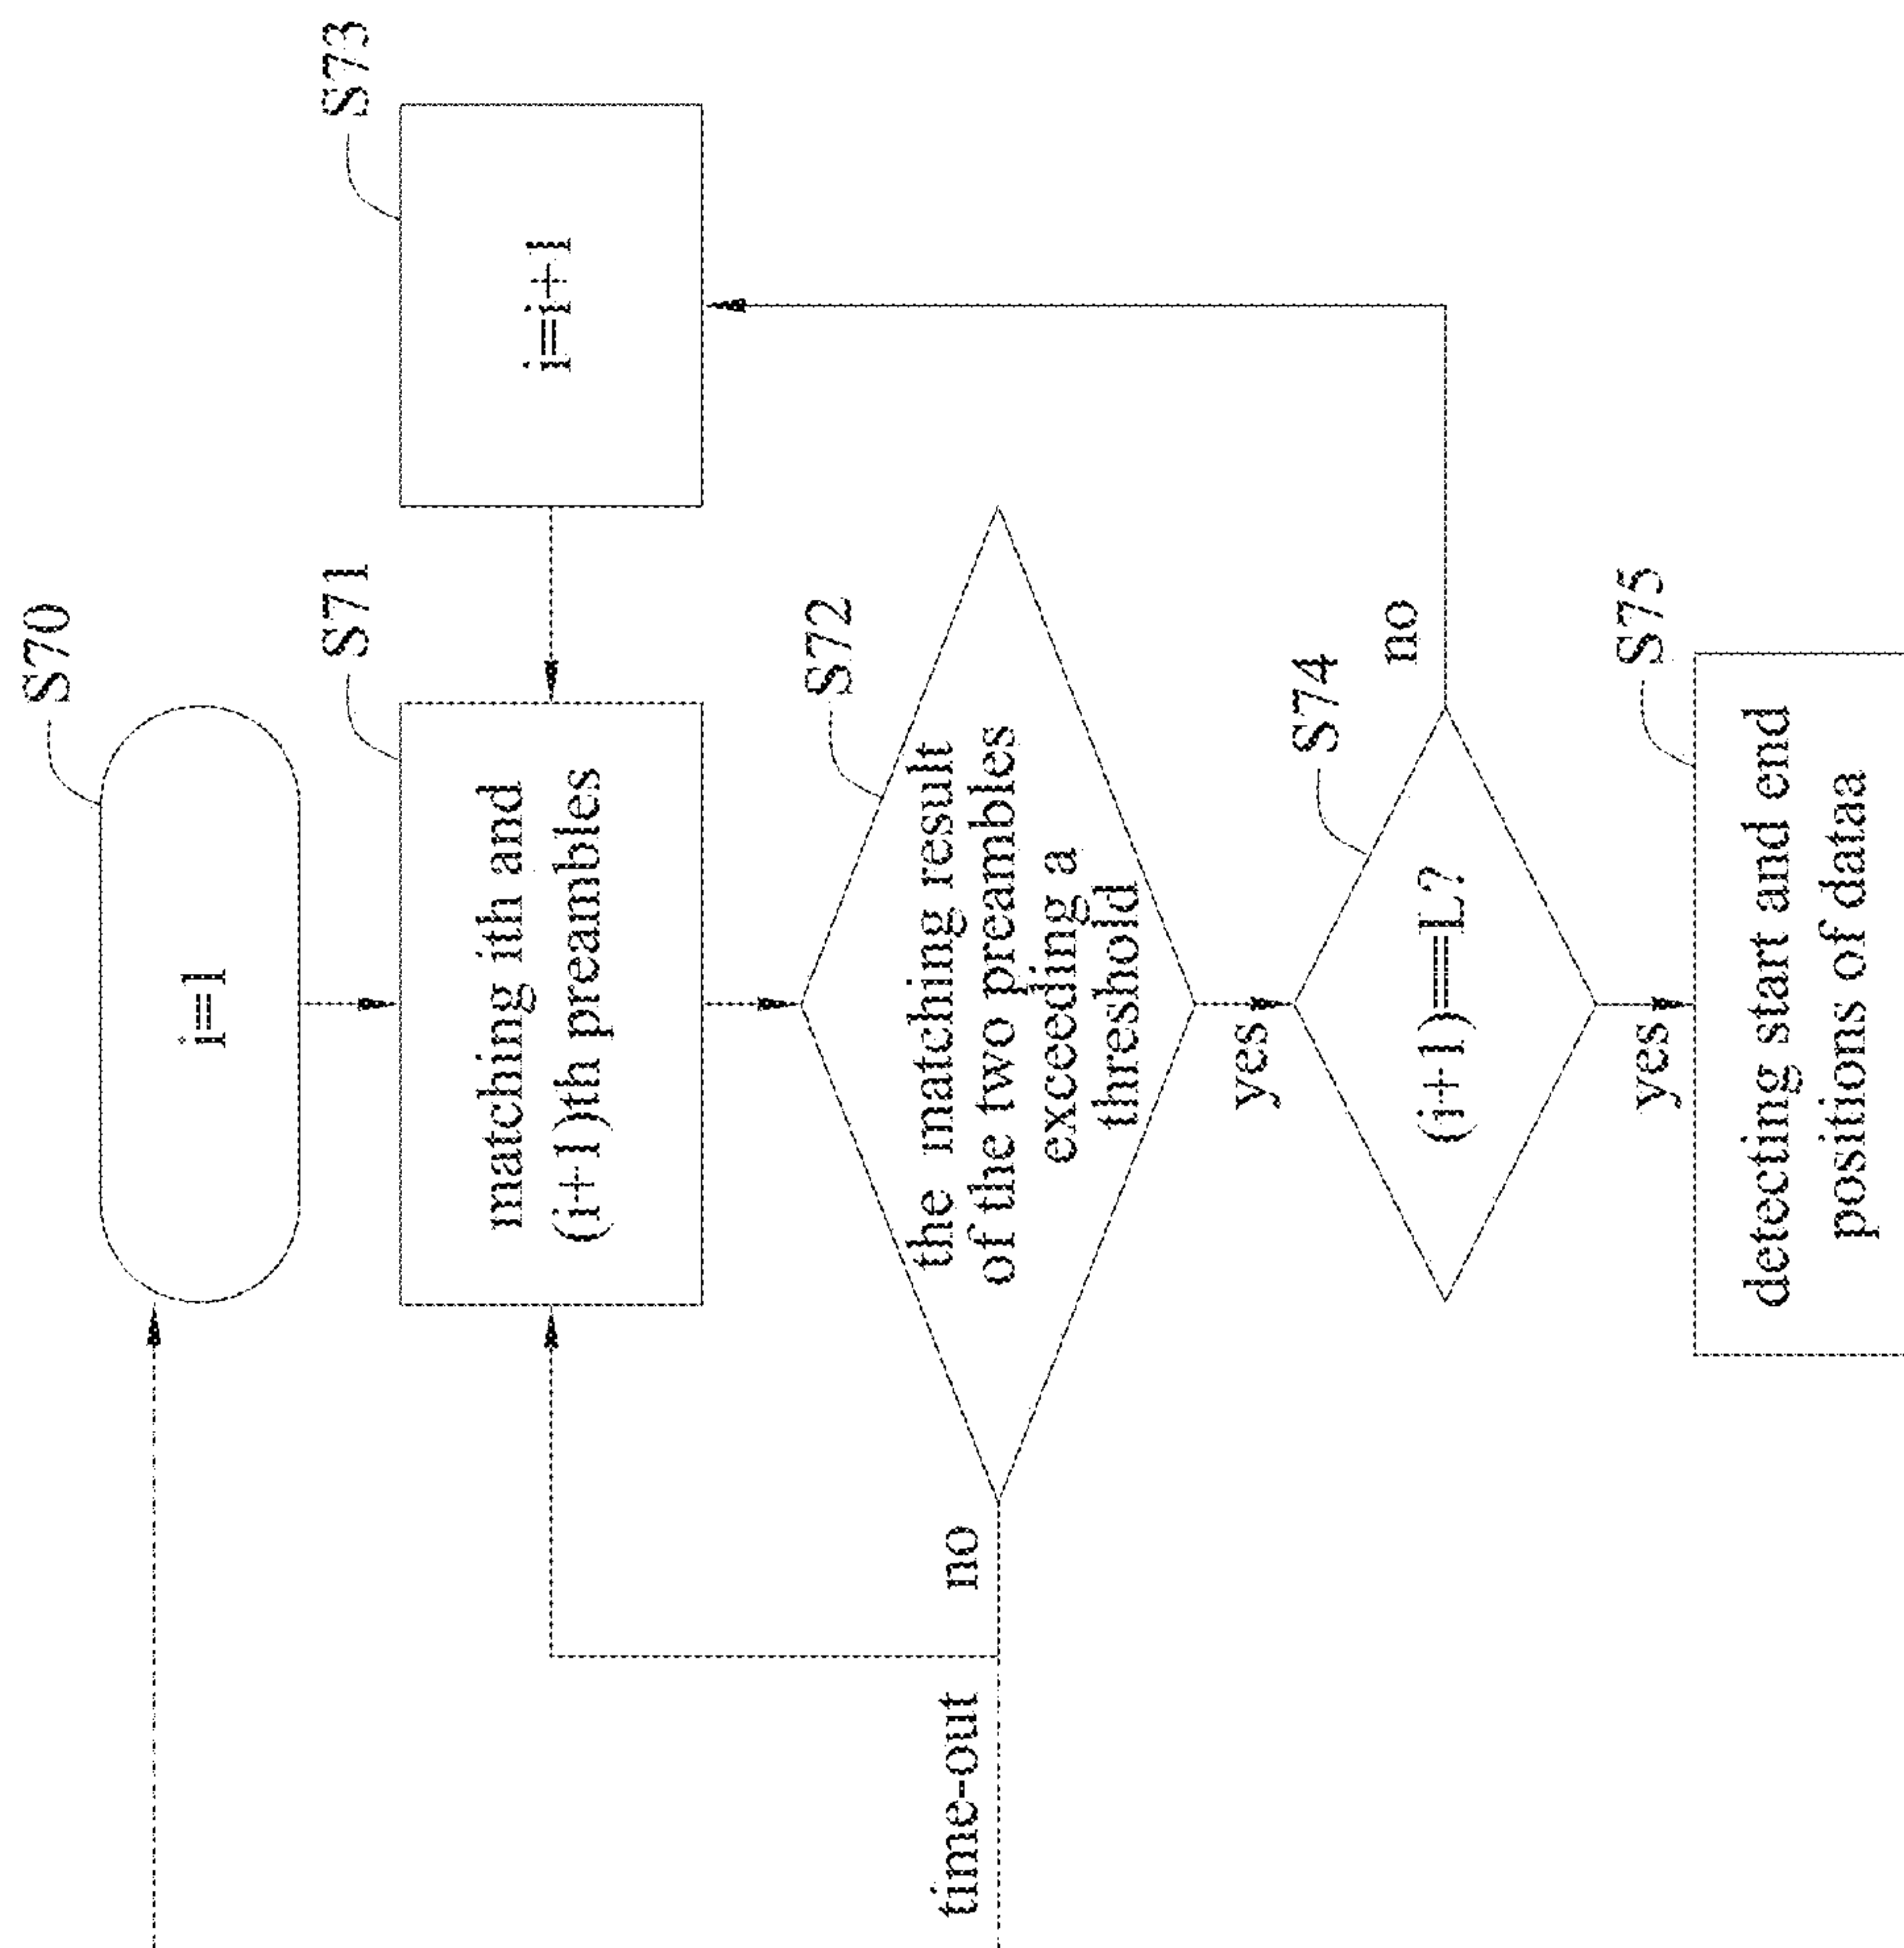 S70
i=1
S71
matching ith and
(i+1)th preambles
S73
i=i+1
S72
the matching result
of the two preambles
exceeding a
threshold
no
time-out
yes
S74
(i+1)==L?
no
yes
S75
detecting start and end
positions of dataa